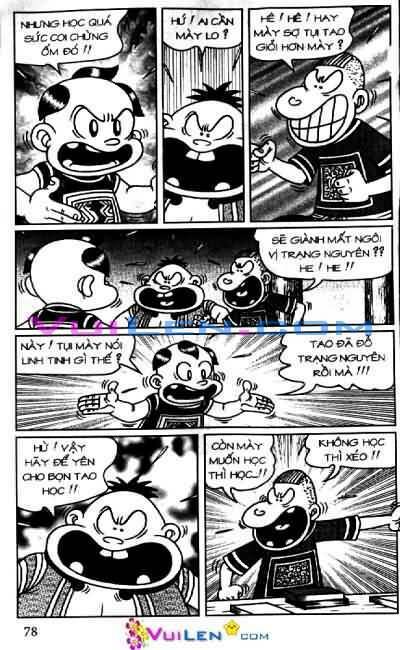 NHƯNG HỌC QUÁ
SỨC COI CHỪNG
ỐM ĐÓ !!
HỨ ! AI CẦN
MÀY LO ?
HÊ ! HÊ ! HAY
MÀY SỢ TỤI TAO
GIỎI HƠN MÀY ?
SẼ GIÀNH MẤT NGÔI
VỊ TRẠNG NGUYÊN ??
HE ! HE !!
VUILEN.COM
NÀY ! TỤI MÀY NÓI
LINH TINH GÌ THẾ ?
TAO ĐÃ ĐỖ
TRẠNG NGUYÊN
RỒI MÀ !!!
HỪ ! VẬY
HÃY ĐỂ YÊN
CHO BỌN TAO
HỌC !!
CÒN MÀY
MUỐN HỌC
THÌ HỌC..!!
KHÔNG HỌC
THÌ XÉO !!
78
VUILEN.COM